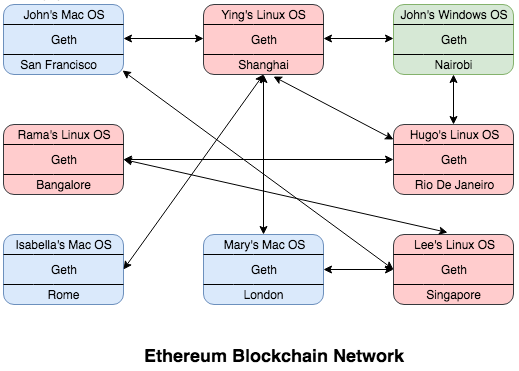 John's Mac OS
Geth
San Francisco
Ying's Linux OS
Geth
Shanghai
John's Windows OS
Geth
Nairobi
Rama's Linux OS
Geth
Bangalore
Hugo's Linux OS
Geth
Rio De Janeiro
Isabella's Mac OS
Geth
Rome
Mary's Mac OS
Geth
London
Lee's Linux OS
Geth
Singapore
Ethereum Blockchain Network